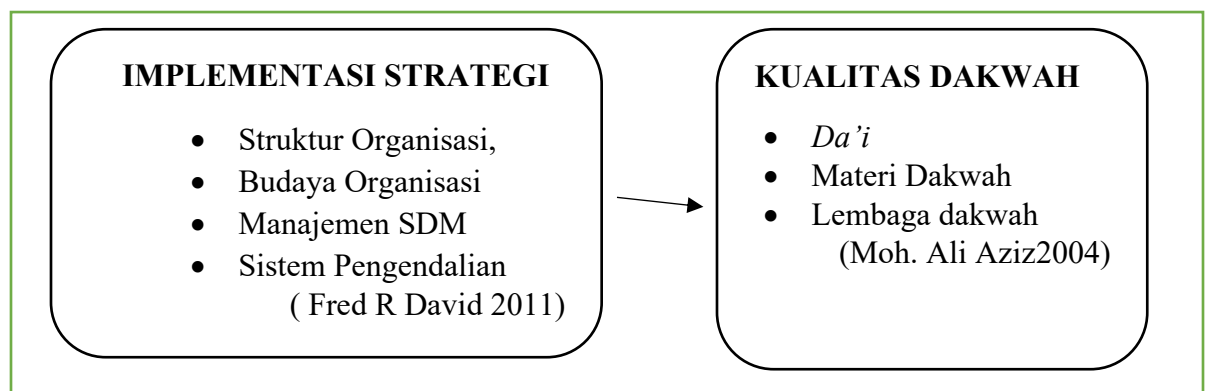 IMPLEMENTASI STRATEGI
• Struktur Organisasi,
• Budaya Organisasi
• Manajemen SDM
• Sistem Pengendalian
( Fred R David 2011)
KUALITAS DAKWAH
• Da’i
• Materi Dakwah
• Lembaga dakwah
(Moh. Ali Aziz2004)